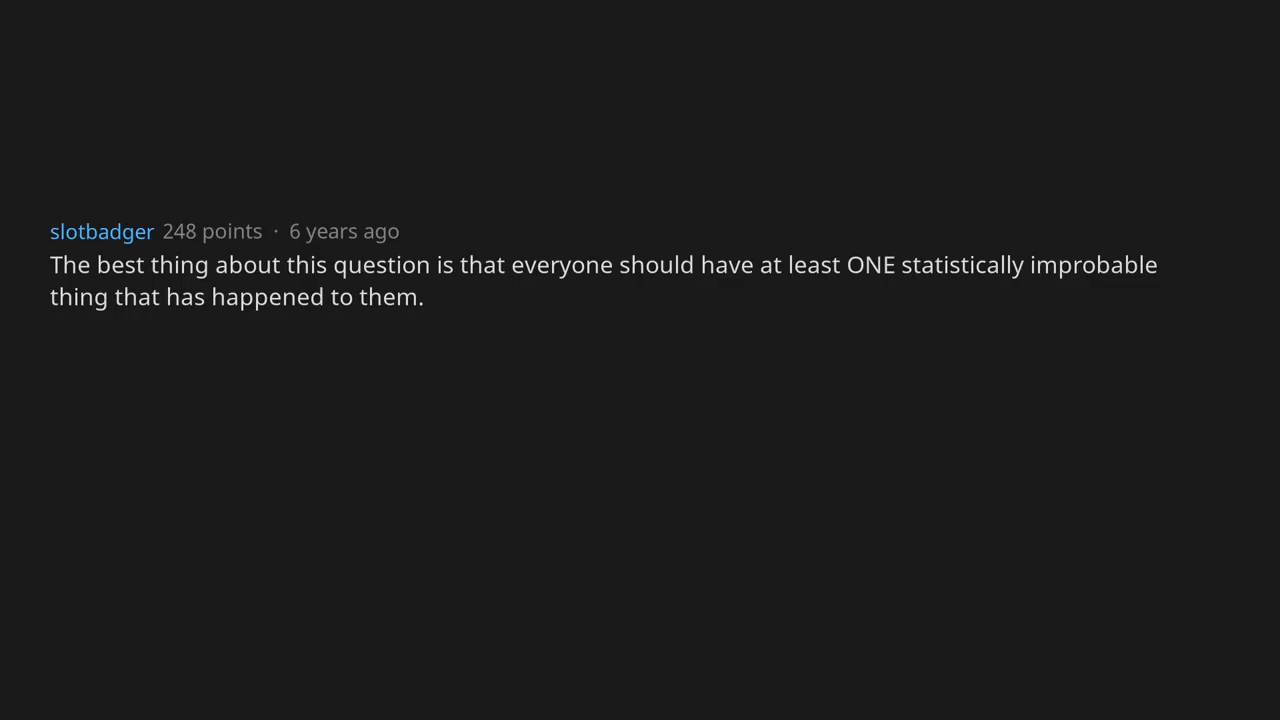 slotbadger 248 points · 6 years ago
The best thing about this question is that everyone should have at least ONE statistically improbable
thing that has happened to them.